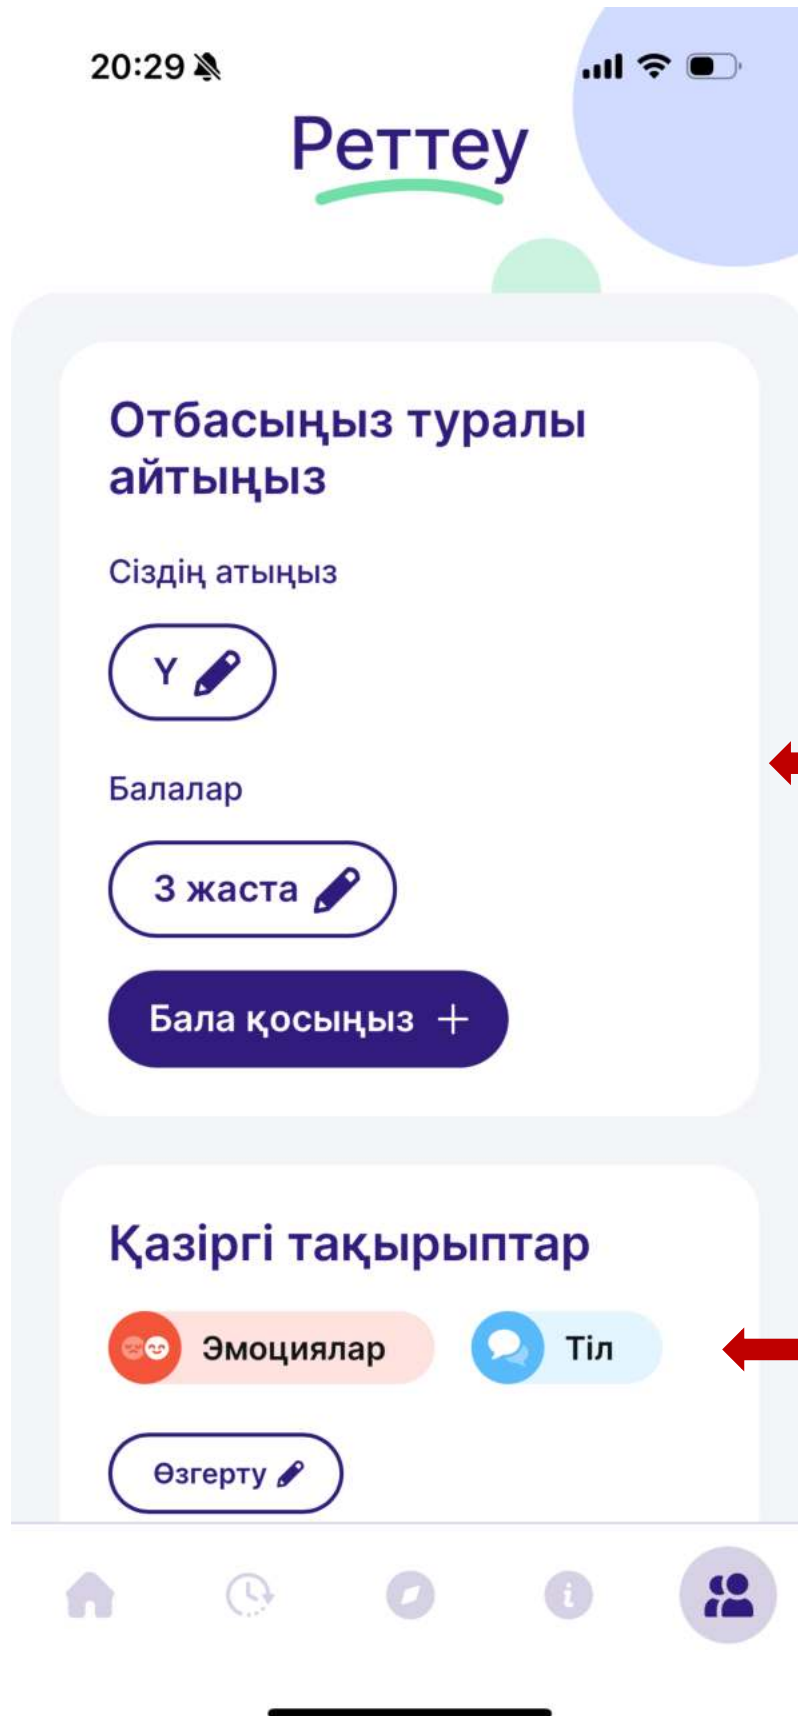 20:29
Реттеу
Отбасыңыз туралы
айтыңыз
Сіздің атыңыз
Y
Балалар
3 жаста
Бала қосыңыз +
Қазіргі тақырыптар
Эмоциялар
Тіл
Өзгерту